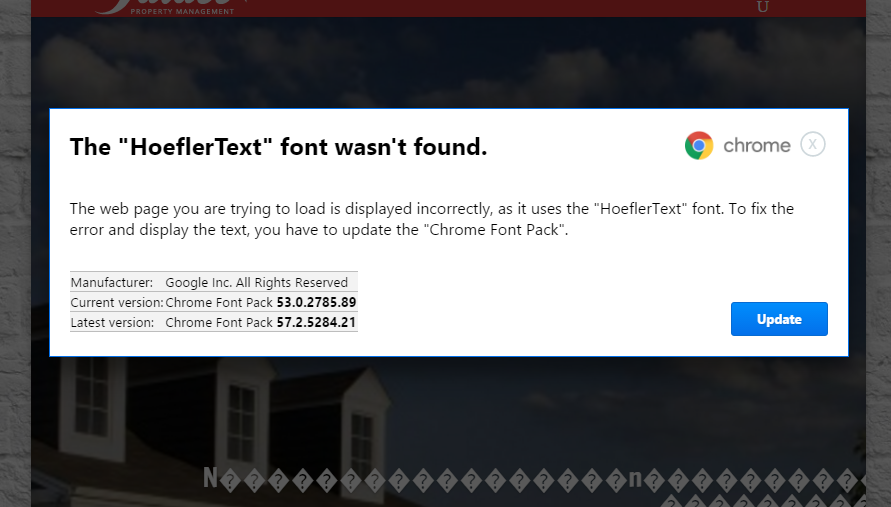 PROPERTY MANAGEMENT
U
The "HoeflerText" font wasn't found.
chrome X
The web page you are trying to load is displayed incorrectly, as it uses the "HoeflerText" font. To fix the
error and display the text, you have to update the "Chrome Font Pack".
Manufacturer: Google Inc. All Rights Reserved
Current version: Chrome Font Pack 53.0.2785.89
Latest version: Chrome Font Pack 57.2.5284.21
Update
N�����������������n���������
��������